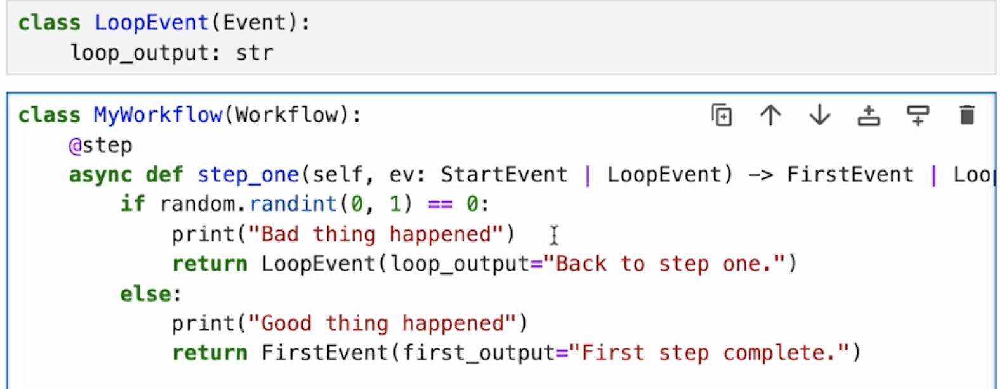 class LoopEvent(Event):
    loop_output: str
class MyWorkflow(Workflow):
    @step
    async def step_one(self, ev: StartEvent | LoopEvent) -> FirstEvent | Loo
        if random.randint(0, 1) == 0:
            print("Bad thing happened")
            return LoopEvent(loop_output="Back to step one.")
        else:
            print("Good thing happened")
            return FirstEvent(first_output="First step complete.")